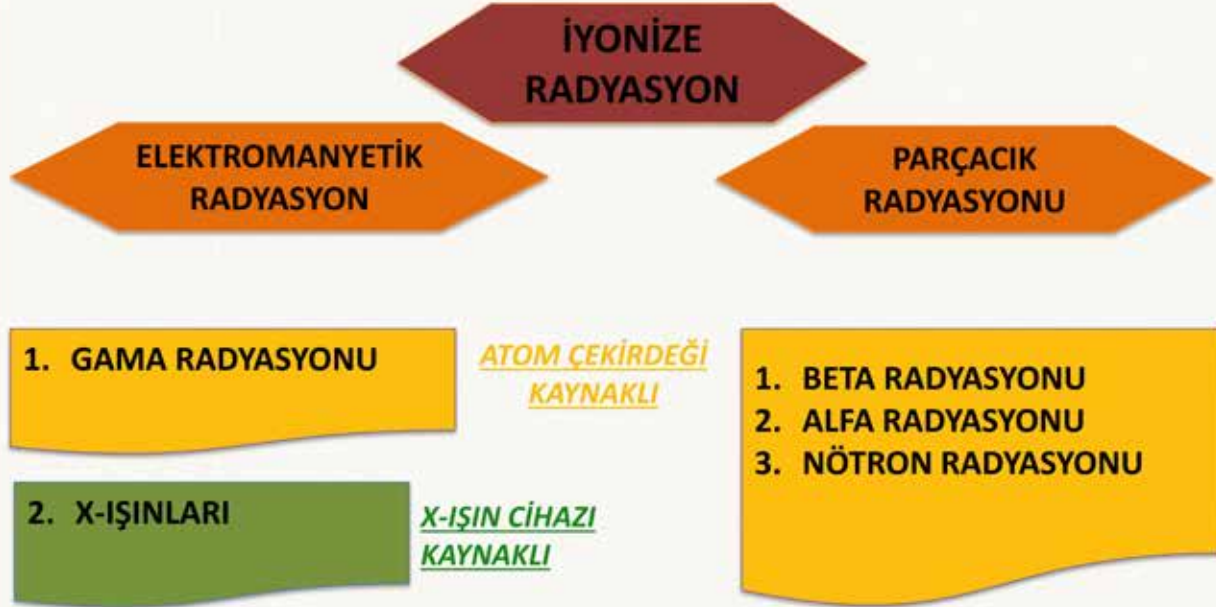 İYONİZE
RADYASYON
ELEKTROMANYETİK
RADYASYON
PARÇACIK
RADYASYONU
1. GAMA RADYASYONU
ATOM ÇEKİRDEĞİ
KAYNAKLI
2. X-IŞINLARI
X-IŞIN CİHAZI
KAYNAKLI
1. BETA RADYASYONU
2. ALFA RADYASYONU
3. NÖTRON RADYASYONU